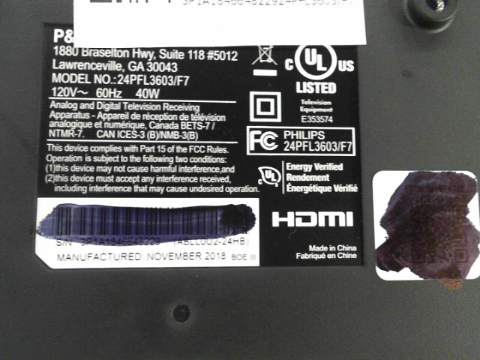 P&
1880 Braselton Hwy, Suite 118 #5012
Lawrenceville, GA 30043
MODEL NO.: 24PFL3603/F7
120V~ 60Hz 40W
Analog and Digital Television Receiving
Apparatus - Appareil de réception de télévision
analogique et numérique, Canada BETS-7 /
NTMR-7. CAN ICES-3 (B)/NMB-3(B)
This device complies with Part 15 of the FCC Rules.
Operation is subject to the following two conditions:
(1)this device may not cause harmful interference,and
(2)this device must accept any interference received,
including interference that may cause undesired operation.
S/N
MANUFACTURED: NOVEMBER 2018 BOE III
C UL US
LISTED
Television
Equipment
E353574
FC PHILIPS
24PFL3603/F7
UL
Energy Verified
Rendement
Énergétique Vérifié
HDMI
Made in China
Fabriqué en Chine